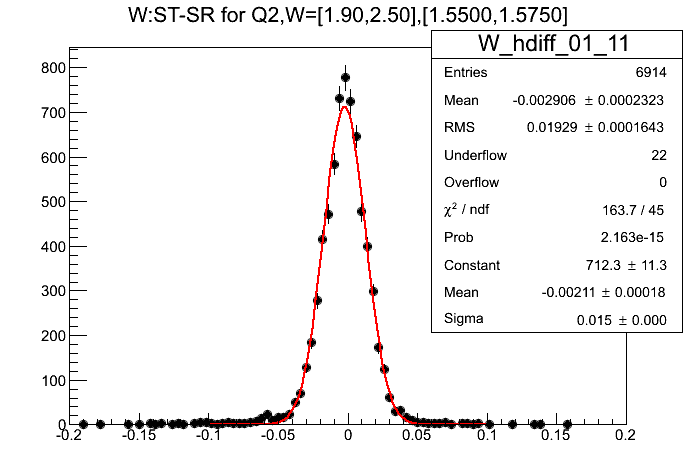 W:ST-SR for Q2,W=[1.90,2.50],[1.5500,1.5750]
W_hdiff_01_11
Entries 6914
Mean -0.002906 ± 0.0002323
RMS 0.01929 ± 0.0001643
Underflow 22
Overflow 0
χ² / ndf 163.7 / 45
Prob 2.163e-15
Constant 712.3 ± 11.3
Mean -0.00211 ± 0.00018
Sigma 0.015 ± 0.000
800
700
600
500
400
300
200
100
0
-0.2 -0.15 -0.1 -0.05 0 0.05 0.1 0.15 0.2